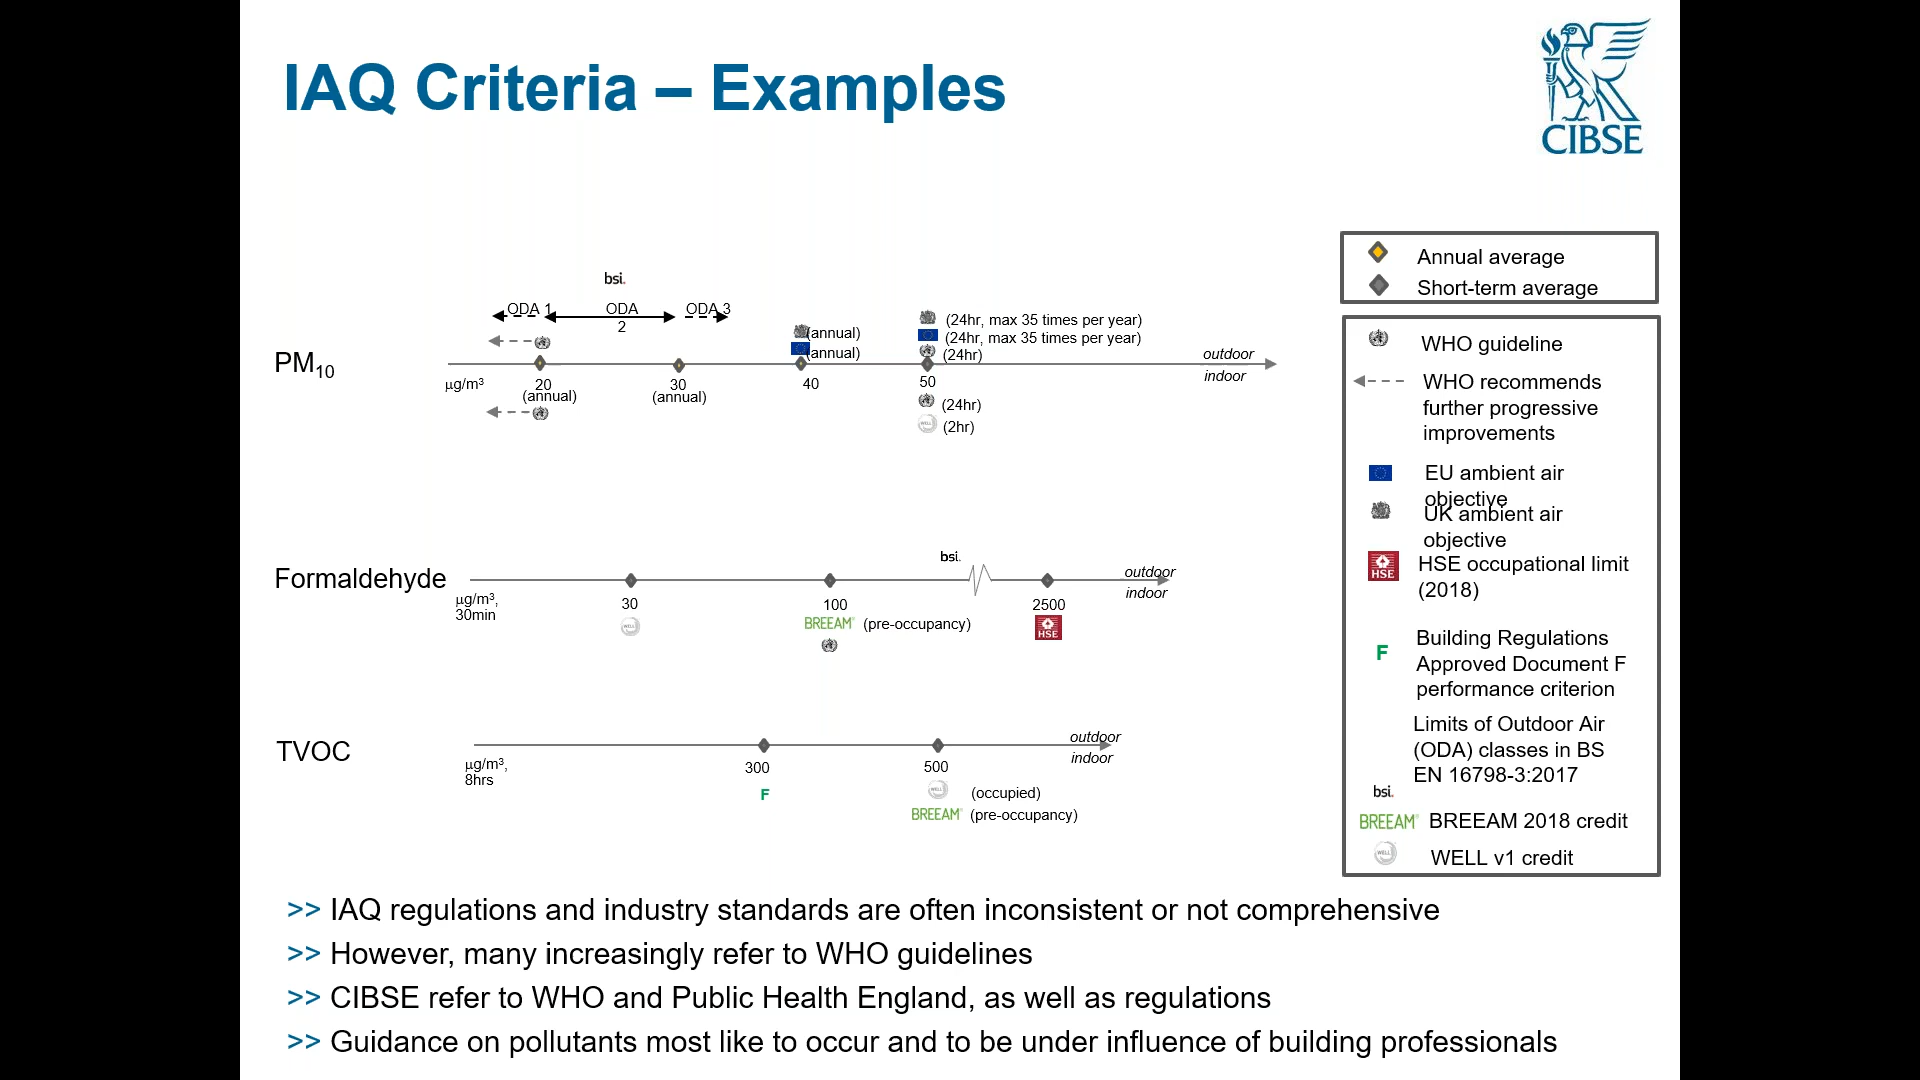 IAQ Criteria – Examples
CIBSE
Annual average
Short-term average
bsi.
ODA 1
ODA
2
ODA 3
(annual)
(annual)
(24hr, max 35 times per year)
(24hr, max 35 times per year)
(24hr)
outdoor
PM10
indoor
µg/m³
20
(annual)
30
(annual)
40
50
(24hr)
WELL (2hr)
bsi.
Formaldehyde
outdoor
indoor
µg/m³,
30min
30
100
2500
WELL
BREEAM® (pre-occupancy)
HSE
TVOC
outdoor
indoor
µg/m³,
8hrs
300
500
F
WELL (occupied)
BREEAM® (pre-occupancy)
WHO guideline
WHO recommends
further progressive
improvements
EU ambient air
objective
UK ambient air
objective
HSE HSE occupational limit
(2018)
F Building Regulations
Approved Document F
performance criterion
Limits of Outdoor Air
(ODA) classes in BS
EN 16798-3:2017
bsi.
BREEAM® BREEAM 2018 credit
WELL WELL v1 credit
>> IAQ regulations and industry standards are often inconsistent or not comprehensive
>> However, many increasingly refer to WHO guidelines
>> CIBSE refer to WHO and Public Health England, as well as regulations
>> Guidance on pollutants most like to occur and to be under influence of building professionals